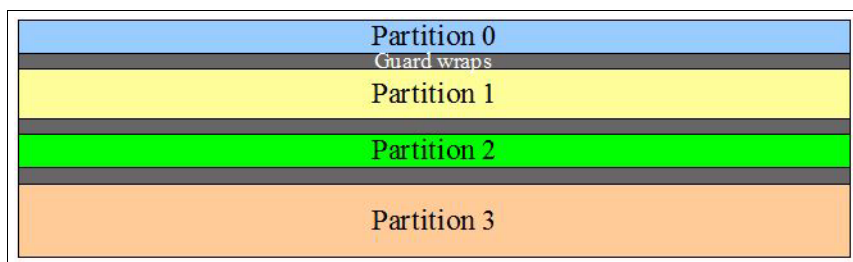 Partition 0
Guard wraps
Partition 1
Partition 2
Partition 3